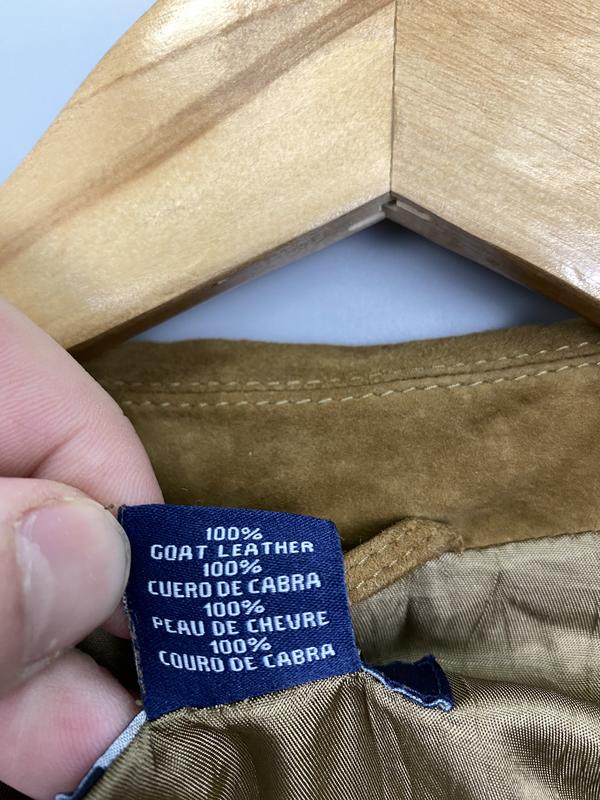 100%
GOAT LEATHER
100%
CUERO DE CABRA
100%
PEAU DE CHEVRE
100%
COURO DE CABRA